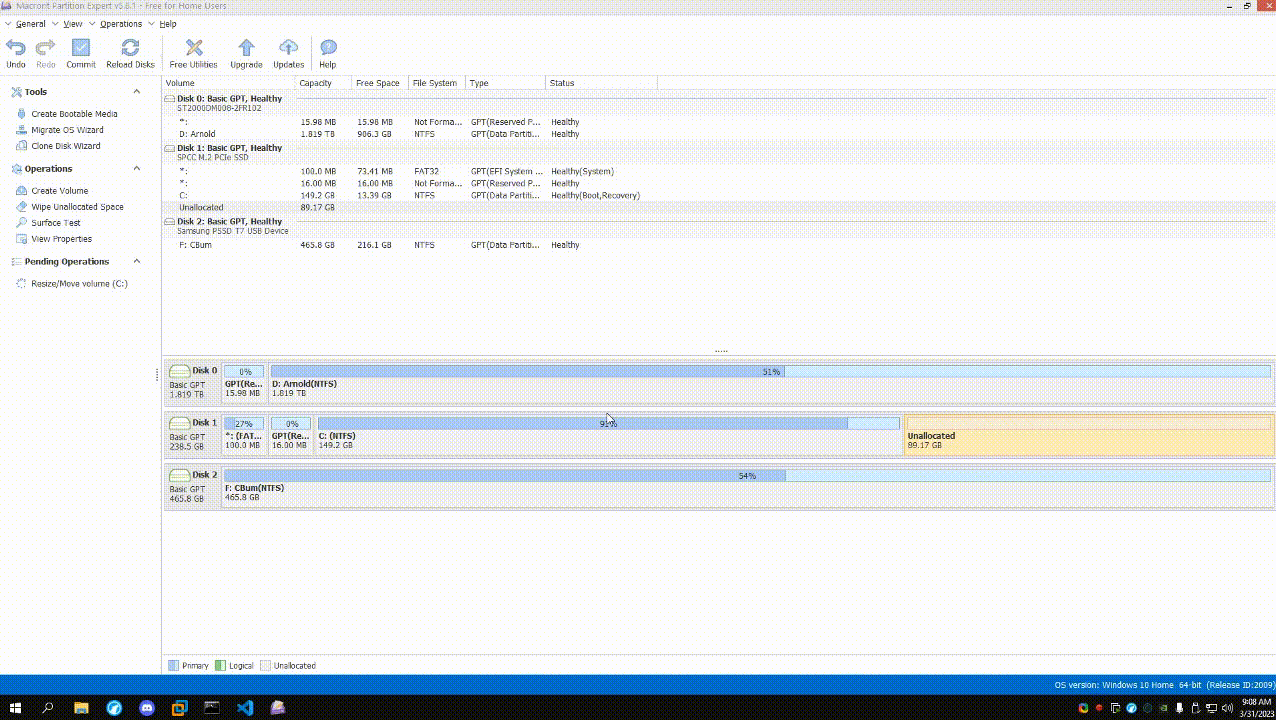 Macrorit Partition Expert v5.8.1 - Free for Home Users
General View Operations Help
Undo Redo Commit Reload Disks Free Utilities Upgrade Updates Help
Tools
Create Bootable Media
Migrate OS Wizard
Clone Disk Wizard
Operations
Create Volume
Wipe Unallocated Space
Surface Test
View Properties
Pending Operations
Resize/Move volume (C:)
Volume Capacity Free Space File System Type Status
Disk 0: Basic GPT, Healthy
ST2000DM008-2FR102
*: 15.98 MB 15.98 MB Not Forma... GPT(Reserved P... Healthy
D: Arnold 1.819 TB 906.3 GB NTFS GPT(Data Partiti... Healthy
Disk 1: Basic GPT, Healthy
SPCC M.2 PCIe SSD
*: 100.0 MB 73.41 MB FAT32 GPT(EFI System ... Healthy(System)
*: 16.00 MB 16.00 MB Not Forma... GPT(Reserved P... Healthy
C: 149.2 GB 13.39 GB NTFS GPT(Data Partiti... Healthy(Boot,Recovery)
Unallocated 89.17 GB
Disk 2: Basic GPT, Healthy
Samsung PSSD T7 USB Device
F: CBum 465.8 GB 216.1 GB NTFS GPT(Data Partiti... Healthy
Disk 0
Basic GPT
1.819 TB
0%
GPT(Re...
15.98 MB
51%
D: Arnold(NTFS)
1.819 TB
Disk 1
Basic GPT
238.5 GB
27%
*: (FAT...
100.0 MB
0%
GPT(Re...
16.00 MB
91%
C: (NTFS)
149.2 GB
Unallocated
89.17 GB
Disk 2
Basic GPT
465.8 GB
54%
F: CBum(NTFS)
465.8 GB
Primary Logical Unallocated
OS version: Windows 10 Home 64-bit (Release ID:2009)
9:08 AM
3/31/2023